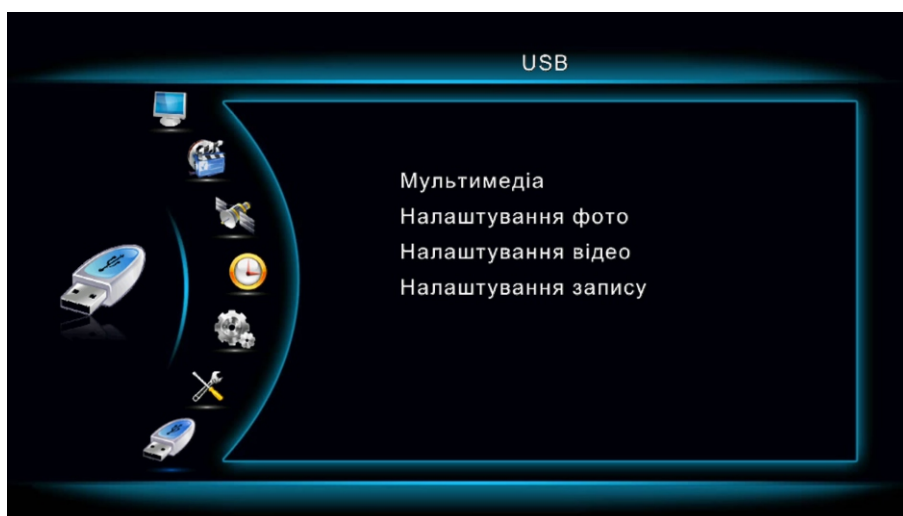 USB
Мультимедіа
Налаштування фото
Налаштування відео
Налаштування запису